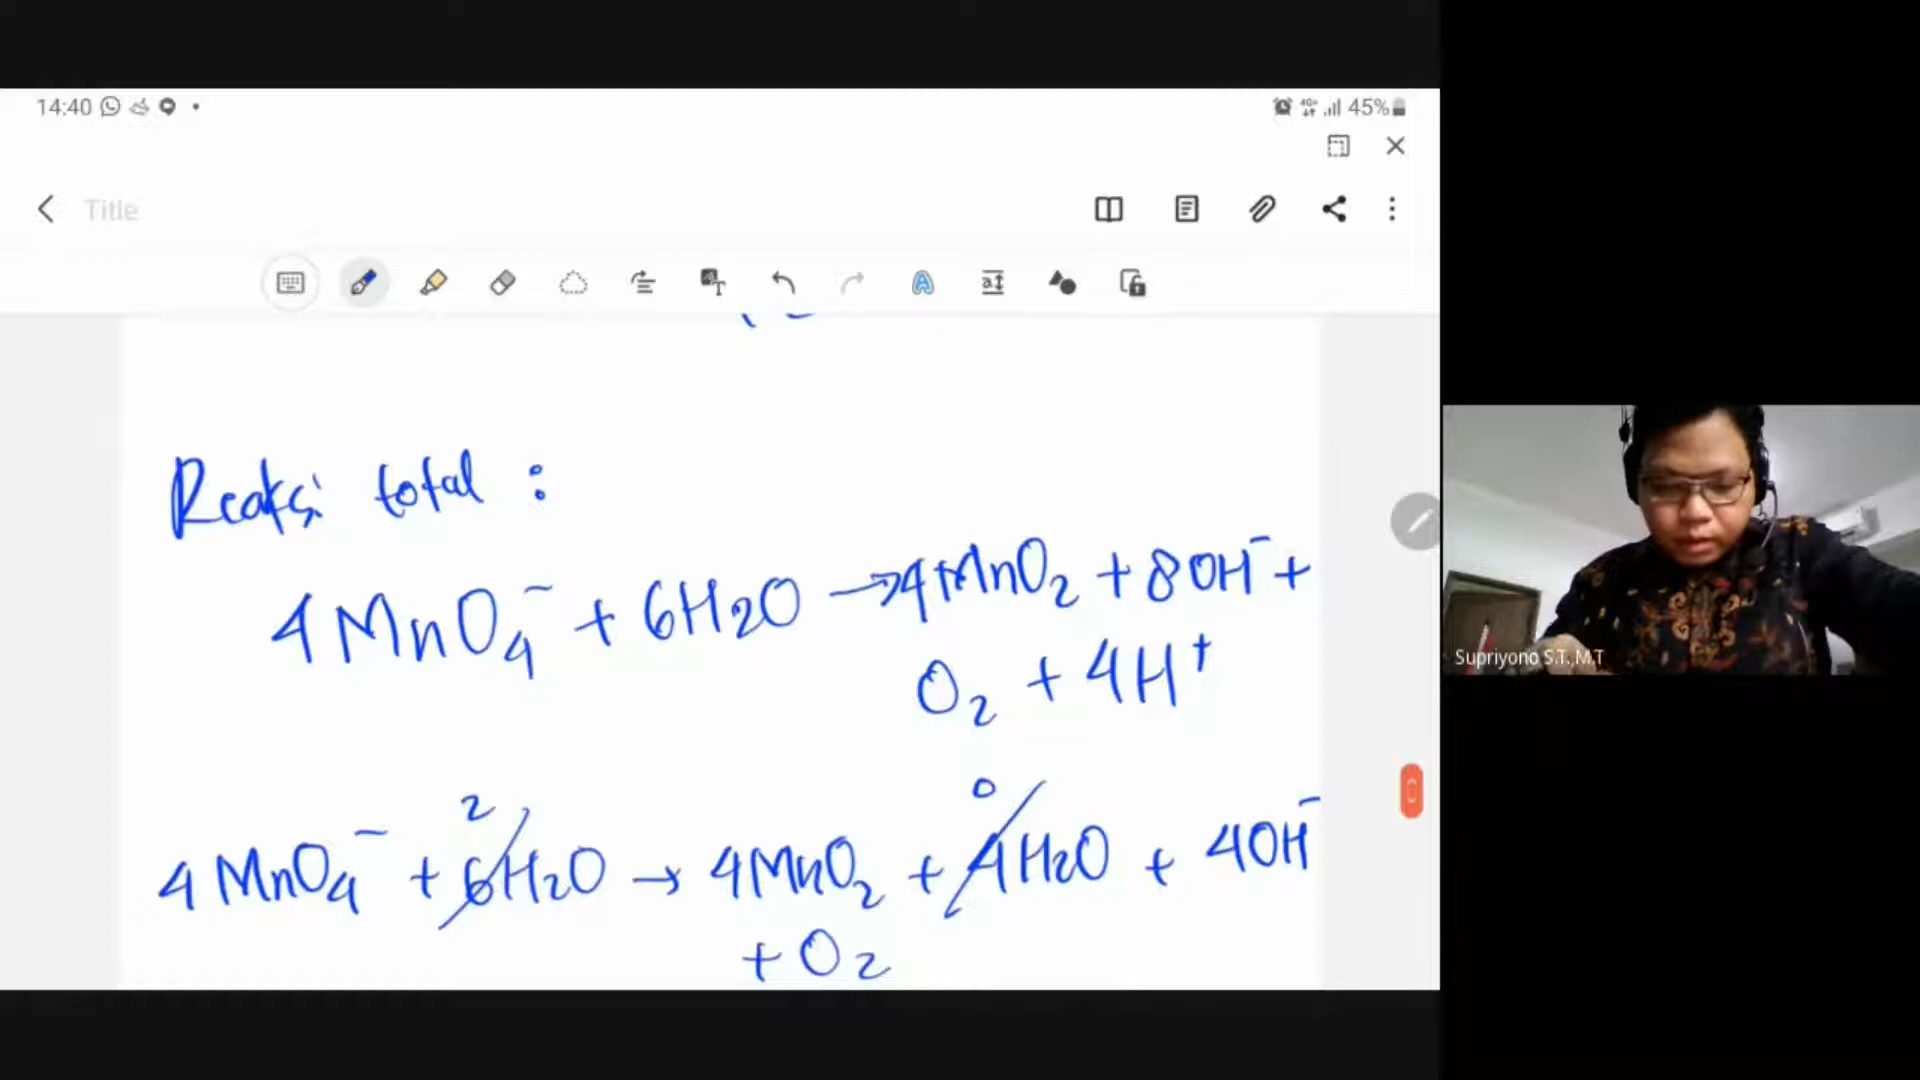 14:40
45%
Title
Reaksi total :
4MnO₄⁻ + 6H₂O → 4MnO₂ + 8OH⁻ +
O₂ + 4H⁺
2 0
4MnO₄⁻ + 6H₂O → 4MnO₂ + 4H₂O + 4OH⁻
+ O₂
Supriyono S.T.,M.T